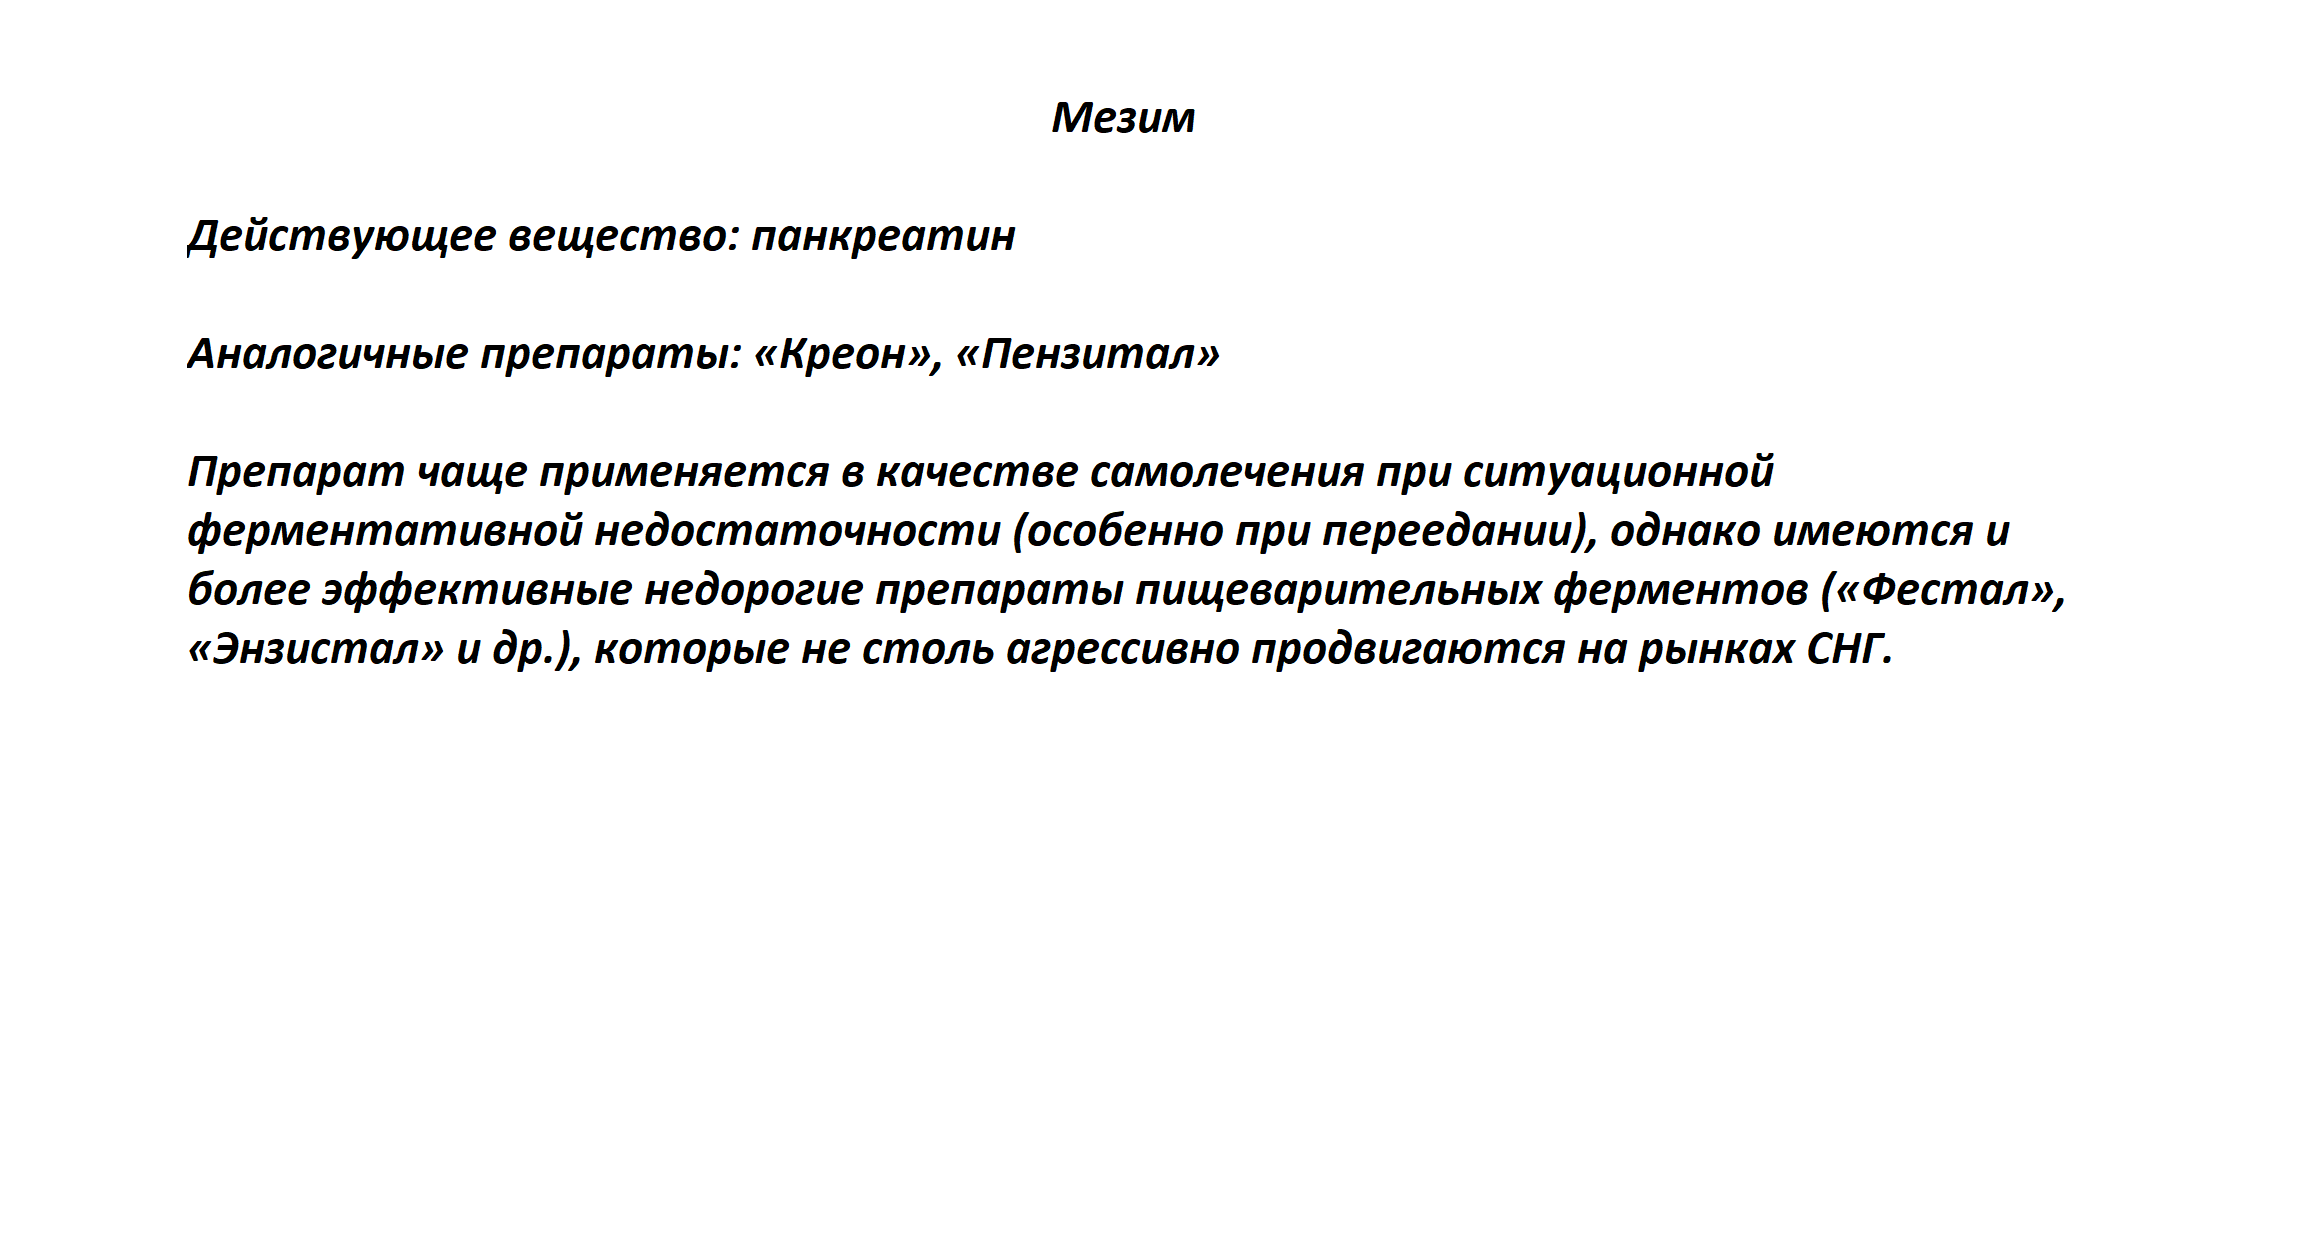 Мезим
Действующее вещество: панкреатин
Аналогичные препараты: «Креон», «Пензитал»
Препарат чаще применяется в качестве самолечения при ситуационной
ферментативной недостаточности (особенно при переедании), однако имеются и
более эффективные недорогие препараты пищеварительных ферментов («Фестал»,
«Энзистал» и др.), которые не столь агрессивно продвигаются на рынках СНГ.